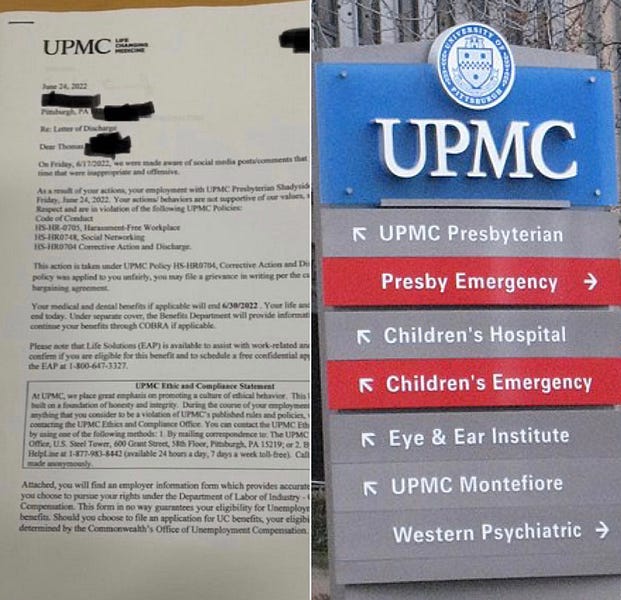 UPMC LIFE CHANGING MEDICINE
June 24, 2022
Pittsburgh, PA
Re: Letter of Discharge
Dear Thomas
On Friday, 6/17/2022, we were made aware of social media posts/comments that
time that were inappropriate and offensive.
As a result of your actions, your employment with UPMC Presbyterian Shadyside
Friday, June 24, 2022. Your actions/ behaviors are not supportive of our values,
Respect and are in violation of the following UPMC Policies:
Code of Conduct
HS-HR-0705, Harassment-Free Workplace
HS-HR0748, Social Networking
HS-HR0704 Corrective Action and Discharge.
This action is taken under UPMC Policy HS-HR0704, Corrective Action and Dis
policy was applied to you unfairly, you may file a grievance in writing per the
bargaining agreement.
Your medical and dental benefits if applicable will end 6/30/2022 . Your life and
end today. Under separate cover, the Benefits Department will provide informat
continue your benefits through COBRA if applicable.
Please note that Life Solutions (EAP) is available to assist with work-related an
confirm if you are eligible for this benefit and to schedule a free confidential
the EAP at 1-800-647-3327.
UPMC Ethic and Compliance Statement
At UPMC, we place great emphasis on promoting a culture of ethical behavior. This
built on a foundation of honesty and integrity. During the course of your employment
anything that you consider to be a violation of UPMC's published rules and policies,
contacting the UPMC Ethics and Compliance Office. You can contact the UPMC Eth
by using one of the following methods: 1. By mailing correspondence to: The UPMC
Office, U.S. Steel Tower, 600 Grant Street, 58th Floor, Pittsburgh, PA 15219; or 2. B
HelpLine at 1-877-983-8442 (available 24 hours a day, 7 days a week toll-free). Call
made anonymously.
Attached, you will find an employer information form which provides accurate
you choose to pursue your rights under the Department of Labor of Industry -
Compensation. This form in no way guarantees your eligibility for Unemploy
benefits. Should you choose to file an application for UC benefits, your eligibi
determined by the Commonwealth's Office of Unemployment Compensation.
UNIVERSITY OF PITTSBURGH
UPMC
UPMC Presbyterian
Presby Emergency
Children's Hospital
Children's Emergency
Eye & Ear Institute
UPMC Montefiore
Western Psychiatric